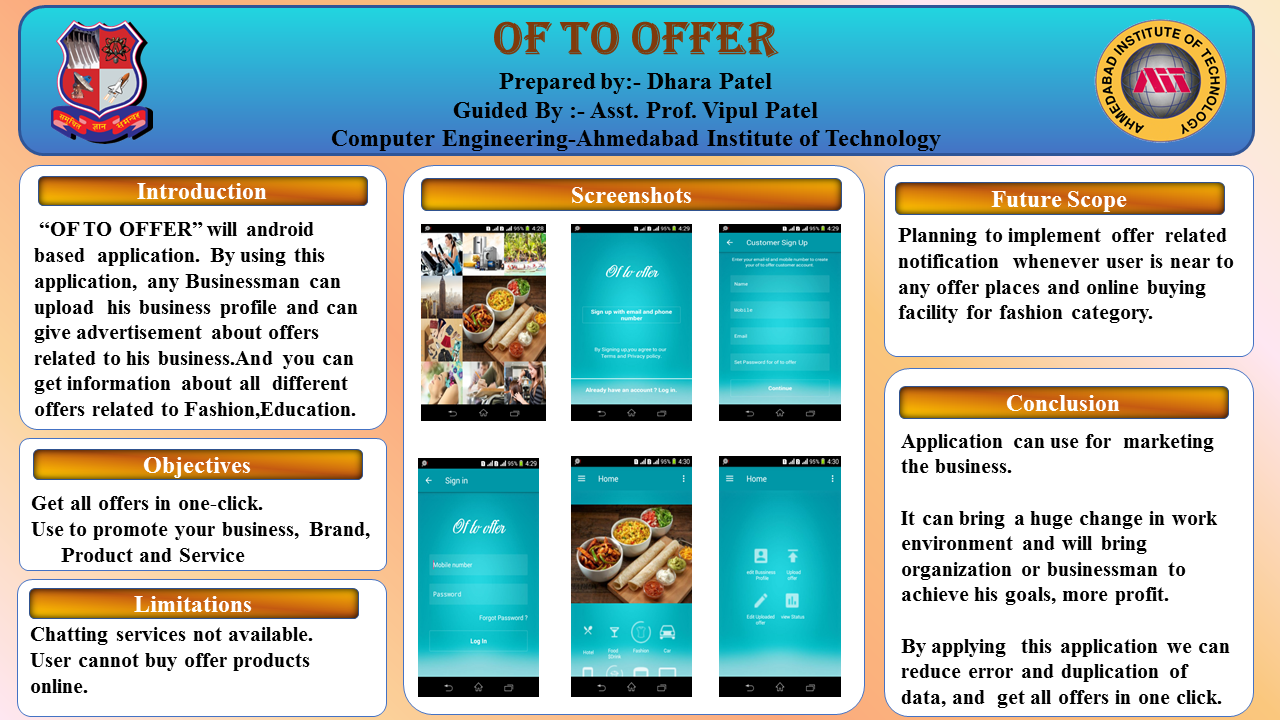 OF TO OFFER
Prepared by:- Dhara Patel
Guided By :- Asst. Prof. Vipul Patel
Computer Engineering-Ahmedabad Institute of Technology
समुचित ज्ञान समन्वय
AHMEDABAD INSTITUTE OF TECHNOLOGY
AIT
Introduction
“OF TO OFFER” will android
based application. By using this
application, any Businessman can
upload his business profile and can
give advertisement about offers
related to his business.And you can
get information about all different
offers related to Fashion,Education.
Objectives
Get all offers in one-click.
Use to promote your business, Brand,
Product and Service
Limitations
Chatting services not available.
User cannot buy offer products
online.
Screenshots
95% 4:28
95% 4:29
Of to offer
Sign up with email and phone
number
By Signing up,you agree to our
Terms and Privacy policy.
Already have an account ? Log in.
95% 4:29
Customer Sign Up
Enter your email-id and mobile number to create
your of to offer customer account.
Name
Mobile
Email
Set Password for of to offer
Continue
95% 4:29
Sign in
Of to offer
Mobile number
Password
Forgot Password ?
Log In
95% 4:30
Home
Hotel
Food
Fashion
Car
95% 4:30
Home
edit Bussiness
Profile
Upload
offer
Edit Uploaded
offer
view Status
Future Scope
Planning to implement offer related
notification whenever user is near to
any offer places and online buying
facility for fashion category.
Conclusion
Application can use for marketing
the business.
It can bring a huge change in work
environment and will bring
organization or businessman to
achieve his goals, more profit.
By applying this application we can
reduce error and duplication of
data, and get all offers in one click.